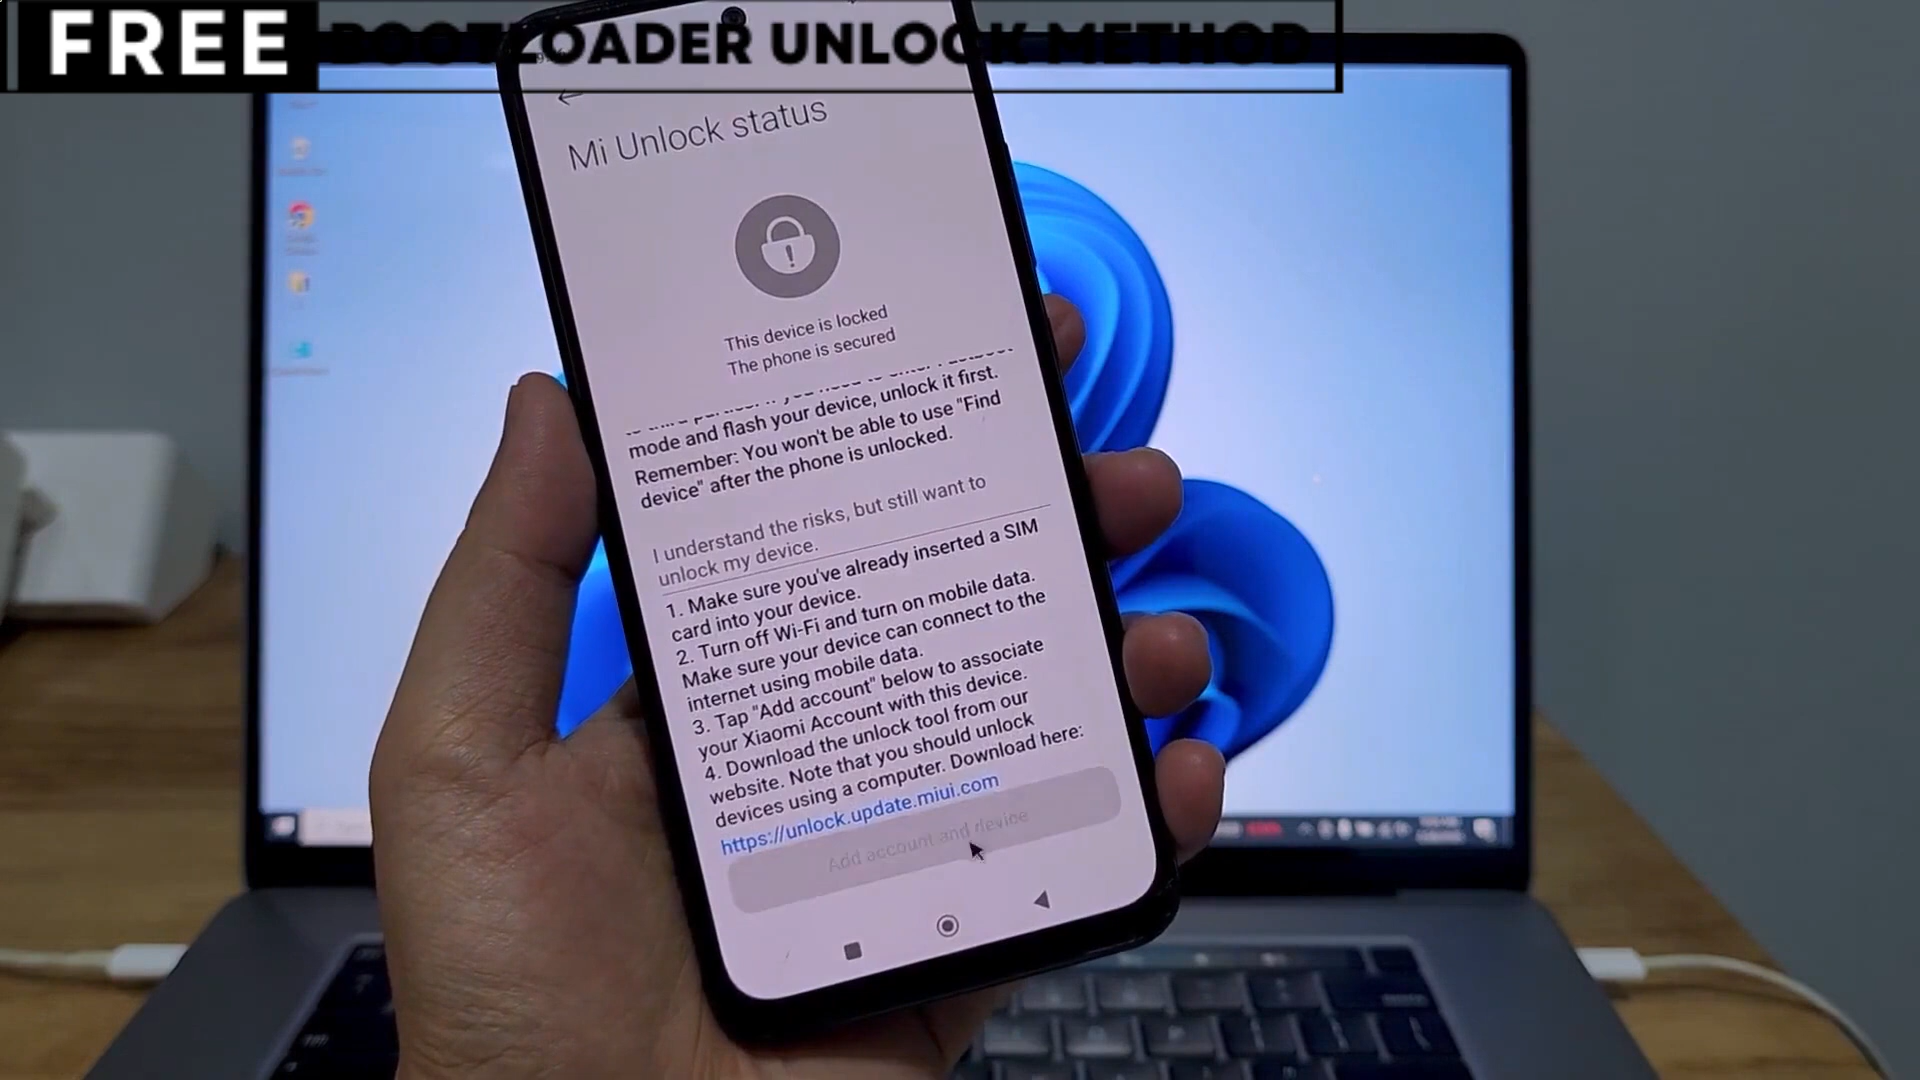 FREE BOOTLOADER UNLOCK METHOD
Mi Unlock status
This device is locked
The phone is secured
mode and flash your device, unlock it first.
Remember: You won't be able to use "Find
device" after the phone is unlocked.
I understand the risks, but still want to
unlock my device.
1. Make sure you've already inserted a SIM
card into your device.
2. Turn off Wi-Fi and turn on mobile data.
Make sure your device can connect to the
internet using mobile data.
3. Tap "Add account" below to associate
your Xiaomi Account with this device.
4. Download the unlock tool from our
website. Note that you should unlock
devices using a computer. Download here:
https://unlock.update.miui.com
Add account and device